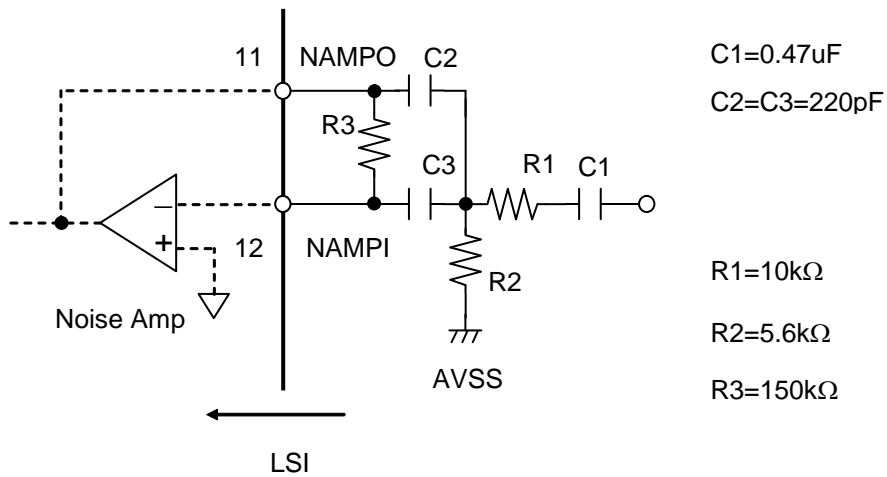 11 NAMPO C2
C1=0.47uF
C2=C3=220pF
R3
C3 R1 C1
−
+
12 NAMPI
R2
R1=10kΩ
Noise Amp
R2=5.6kΩ
AVSS
R3=150kΩ
LSI